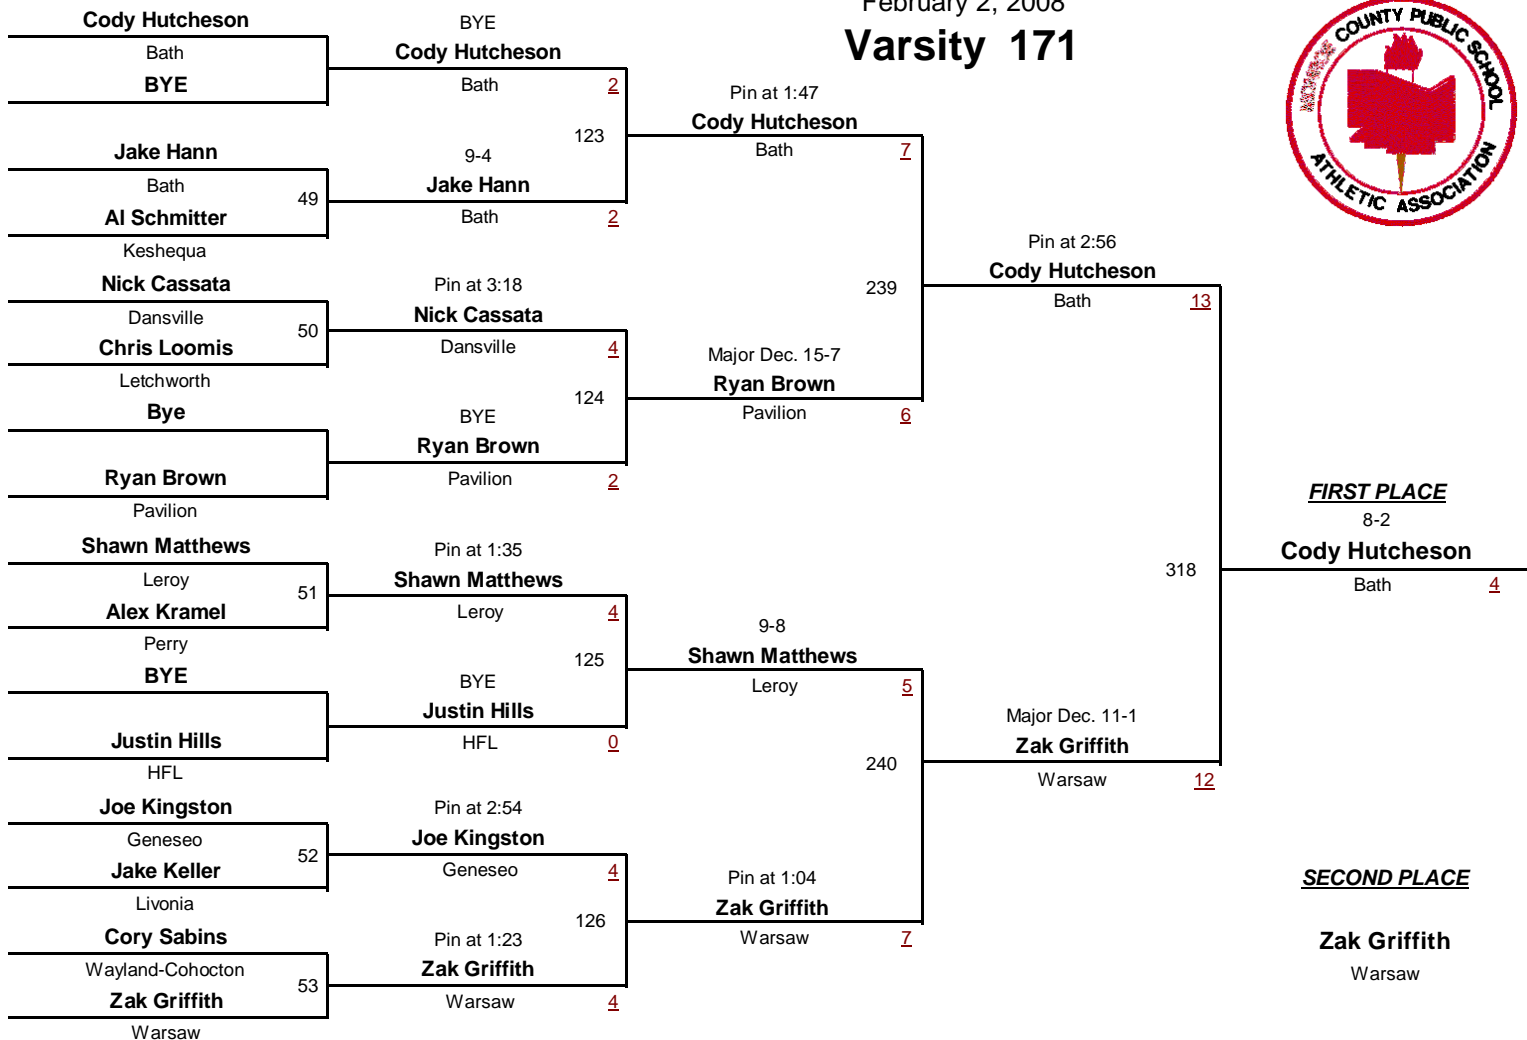 February 2, 2008
Varsity 171
COUNTY PUBLIC SCHOOL
ATHLETIC ASSOCIATION
Cody Hutcheson
Bath
BYE
Jake Hann
Bath
49
Al Schmitter
Keshequa
Nick Cassata
Dansville
50
Chris Loomis
Letchworth
Bye
Ryan Brown
Pavilion
Shawn Matthews
Leroy
51
Alex Kramel
Perry
BYE
Justin Hills
HFL
Joe Kingston
Geneseo
52
Jake Keller
Livonia
Cory Sabins
Wayland-Cohocton
53
Zak Griffith
Warsaw
BYE
Cody Hutcheson
Bath 2
123
9-4
Jake Hann
Bath 2
Pin at 3:18
Nick Cassata
Dansville 4
124
BYE
Ryan Brown
Pavilion 2
Pin at 1:35
Shawn Matthews
Leroy 4
125
BYE
Justin Hills
HFL 0
Pin at 2:54
Joe Kingston
Geneseo 4
126
Pin at 1:23
Zak Griffith
Warsaw 4
Pin at 1:47
Cody Hutcheson
Bath 7
239
Major Dec. 15-7
Ryan Brown
Pavilion 6
9-8
Shawn Matthews
Leroy 5
240
Pin at 1:04
Zak Griffith
Warsaw 7
Pin at 2:56
Cody Hutcheson
Bath 13
318
Major Dec. 11-1
Zak Griffith
Warsaw 12
FIRST PLACE
8-2
Cody Hutcheson
Bath 4
SECOND PLACE
Zak Griffith
Warsaw